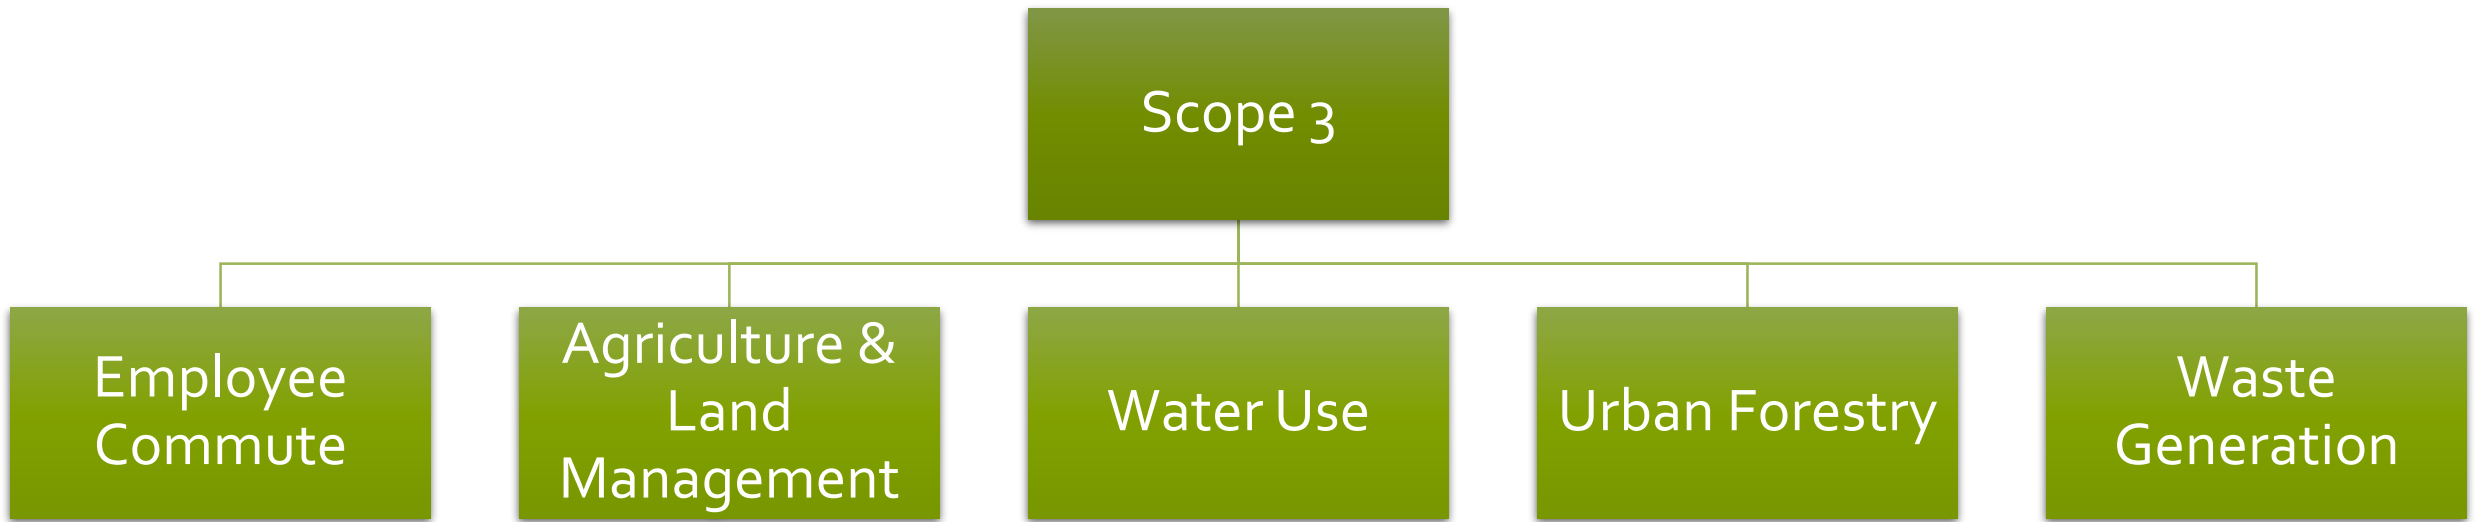 Scope 3
Employee
Commute
Agriculture &
Land
Management
Water Use
Urban Forestry
Waste
Generation